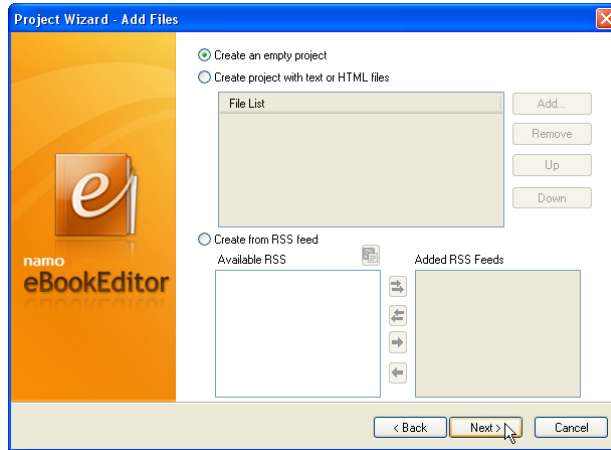 Project Wizard - Add Files
Create an empty project
Create project with text or HTML files
File List
Add...
Remove
Up
Down
Create from RSS feed
Available RSS
Added RSS Feeds
e
namo
eBookEditor
< Back
Next >
Cancel